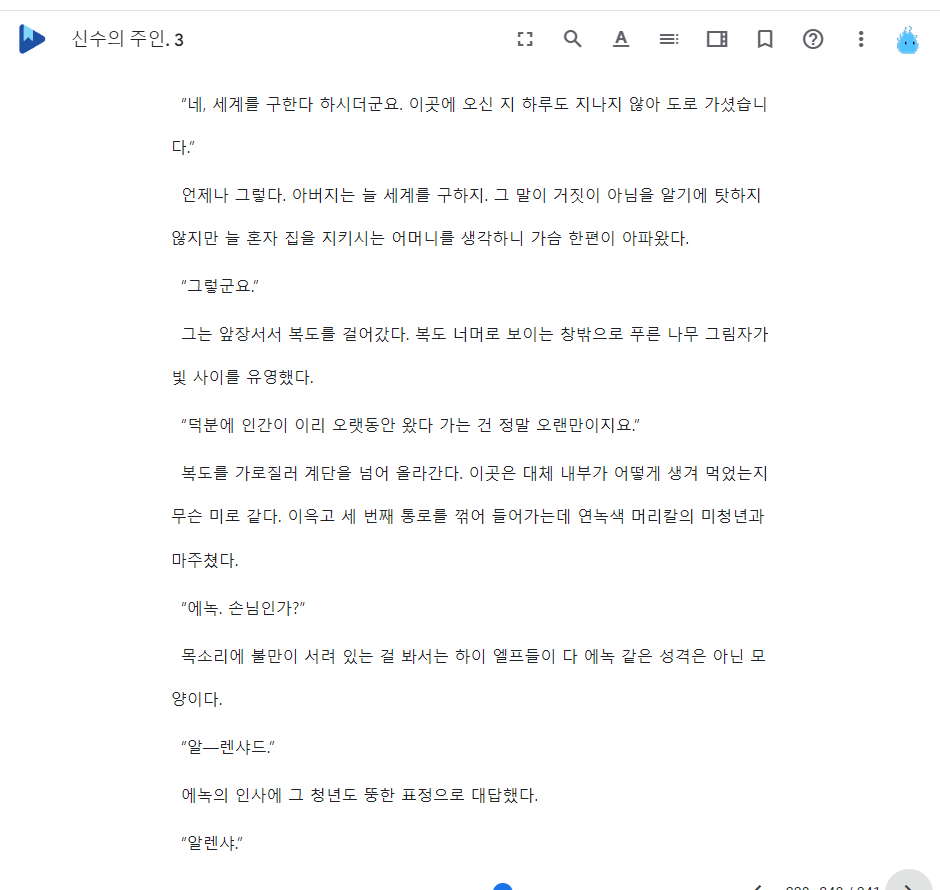 신수의 주인. 3
“네, 세계를 구한다 하시더군요. 이곳에 오신 지 하루도 지나지 않아 도로 가셨습니
다.”
언제나 그렇다. 아버지는 늘 세계를 구하지. 그 말이 거짓이 아님을 알기에 탓하지
않지만 늘 혼자 집을 지키시는 어머니를 생각하니 가슴 한편이 아파왔다.
“그렇군요.”
그는 앞장서서 복도를 걸어갔다. 복도 너머로 보이는 창밖으로 푸른 나무 그림자가
빛 사이를 유영했다.
“덕분에 인간이 이리 오랫동안 왔다 가는 건 정말 오랜만이지요.”
복도를 가로질러 계단을 넘어 올라간다. 이곳은 대체 내부가 어떻게 생겨 먹었는지
무슨 미로 같다. 이윽고 세 번째 통로를 꺾어 들어가는데 연녹색 머리칼의 미청년과
마주쳤다.
“에녹. 손님인가?”
목소리에 불만이 서려 있는 걸 봐서는 하이 엘프들이 다 에녹 같은 성격은 아닌 모
양이다.
“알—렌샤드.”
에녹의 인사에 그 청년도 뚱한 표정으로 대답했다.
“알렌샤.”